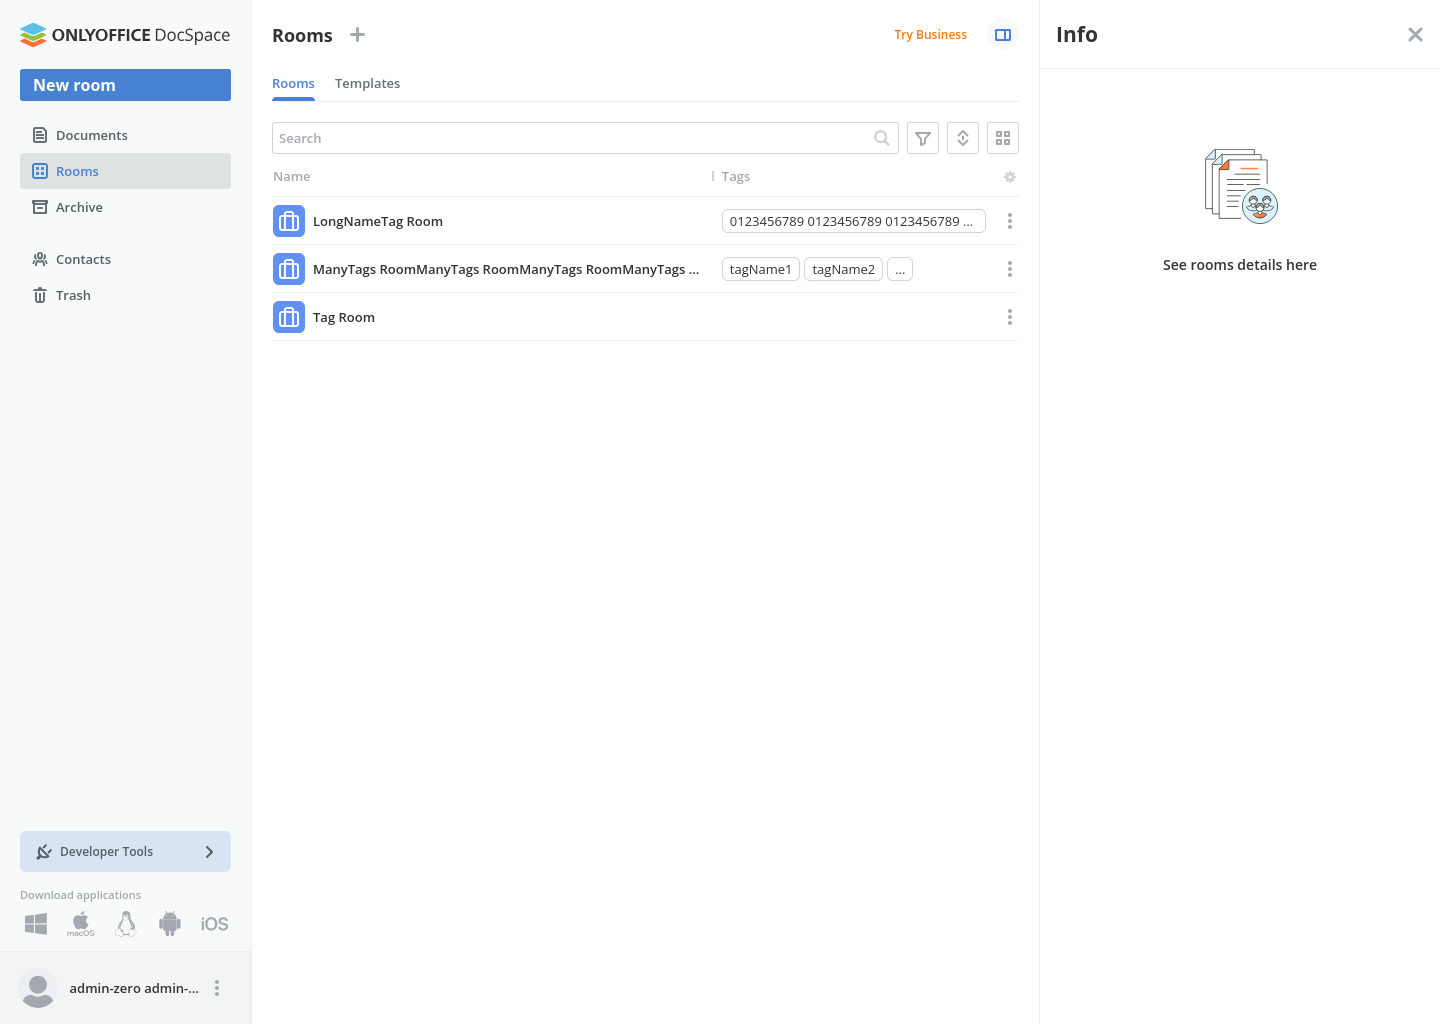 ONLYOFFICE DocSpace
New room
Documents
Rooms
Archive
Contacts
Trash
Developer Tools
Download applications
macOS
iOS
admin-zero admin-...
Rooms
Try Business
Rooms
Templates
Search
Name
Tags
LongNameTag Room
0123456789 0123456789 0123456789 ...
ManyTags RoomManyTags RoomManyTags RoomManyTags ...
tagName1
tagName2
...
Tag Room
Info
See rooms details here